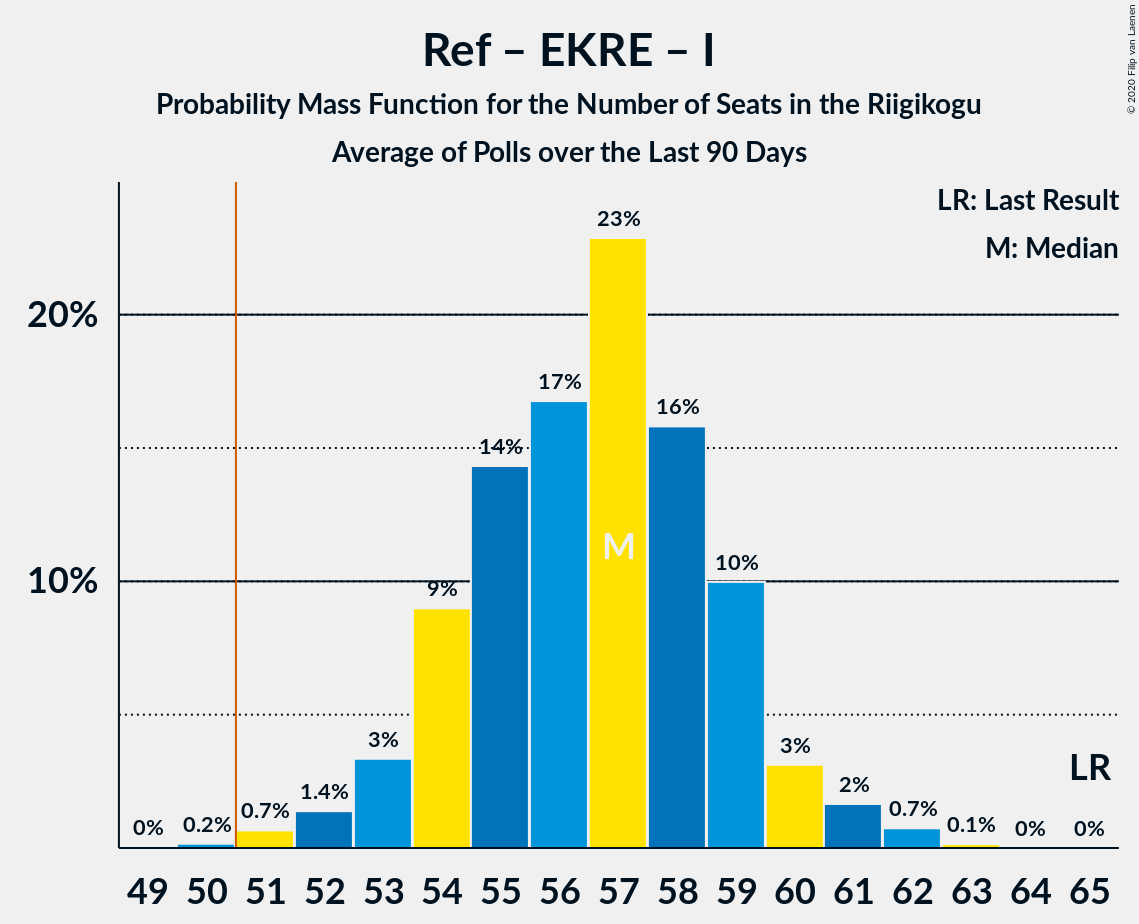 Ref – EKRE – I
Probability Mass Function for the Number of Seats in the Riigikogu
Average of Polls over the Last 90 Days
© 2020 Filip van Laenen
LR: Last Result
M: Median
20%
10%
0% 0.2% 0.7% 1.4% 3% 9% 14% 17% 23% 16% 10% 3% 2% 0.7% 0.1% 0% 0%
M
LR
49 50 51 52 53 54 55 56 57 58 59 60 61 62 63 64 65